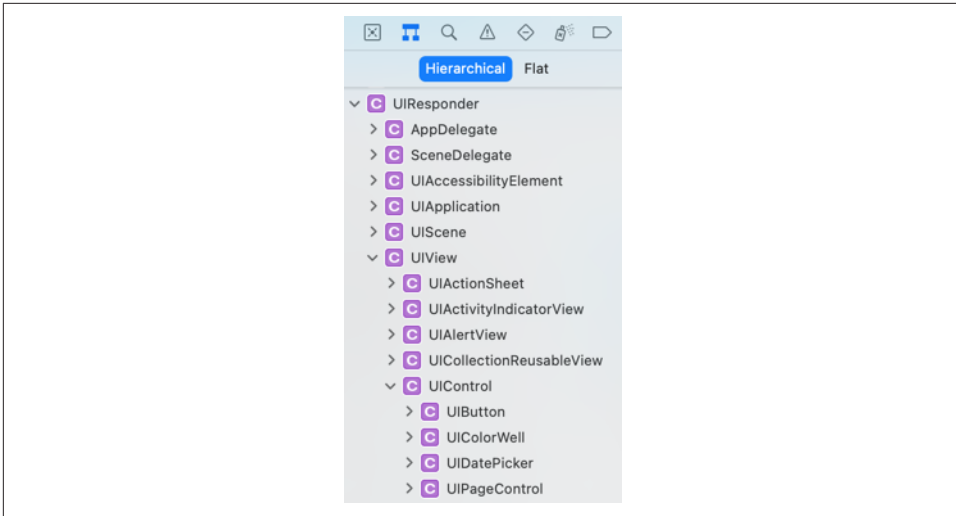 Hierarchical Flat
C UIResponder
C AppDelegate
C SceneDelegate
C UIAccessibilityElement
C UIApplication
C UIScene
C UIView
C UIActionSheet
C UIActivityIndicatorView
C UIAlertView
C UICollectionReusableView
C UIControl
C UIButton
C UIColorWell
C UIDatePicker
C UIPageControl